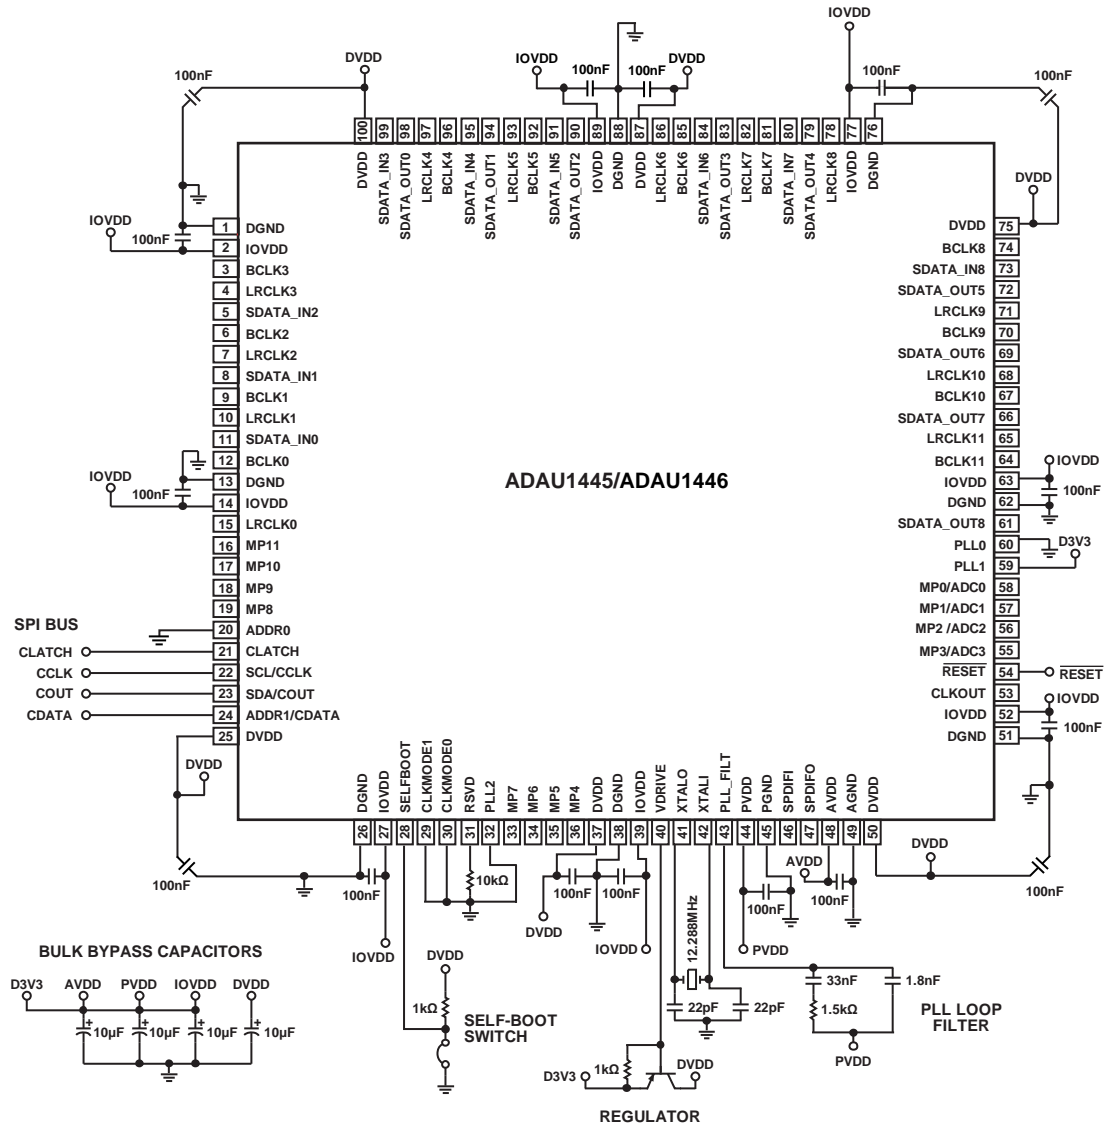 IOVDD
DVDD
IOVDD
DVDD
100nF
100nF
100nF
100nF
100nF
100
99
98
97
96
95
94
93
92
91
90
89
88
87
86
85
84
83
82
81
80
79
78
77
76
DVDD
SDATA_IN3
SDATA_OUT0
LRCLK4
BCLK4
SDATA_IN4
SDATA_OUT1
LRCLK5
BCLK5
SDATA_IN5
SDATA_OUT2
IOVDD
DGND
DVDD
LRCLK6
BCLK6
SDATA_IN6
SDATA_OUT3
LRCLK7
BCLK7
SDATA_IN7
SDATA_OUT4
LRCLK8
IOVDD
DGND
IOVDD
100nF
1 DGND
2 IOVDD
3 BCLK3
4 LRCLK3
5 SDATA_IN2
6 BCLK2
7 LRCLK2
8 SDATA_IN1
9 BCLK1
10 LRCLK1
11 SDATA_IN0
12 BCLK0
13 DGND
14 IOVDD
15 LRCLK0
16 MP11
17 MP10
18 MP9
19 MP8
20 ADDR0
21 CLATCH
22 SCL/CCLK
23 SDA/COUT
24 ADDR1/CDATA
25 DVDD
IOVDD
100nF
SPI BUS
CLATCH
CCLK
COUT
CDATA
DVDD
100nF
ADAU1445/ADAU1446
DVDD
DVDD 75
BCLK8 74
SDATA_IN8 73
SDATA_OUT5 72
LRCLK9 71
BCLK9 70
SDATA_OUT6 69
LRCLK10 68
BCLK10 67
SDATA_OUT7 66
LRCLK11 65
BCLK11 64
IOVDD 63
DGND 62
SDATA_OUT8 61
PLL0 60
PLL1 59
MP0/ADC0 58
MP1/ADC1 57
MP2 /ADC2 56
MP3/ADC3 55
RESET 54
CLKOUT 53
IOVDD 52
DGND 51
IOVDD
100nF
D3V3
RESET
IOVDD
100nF
DGND
IOVDD
SELFBOOT
CLKMODE1
CLKMODE0
RSVD
PLL2
MP7
MP6
MP5
MP4
DVDD
DGND
IOVDD
VDRIVE
XTALO
XTALI
PLL_FILT
PVDD
PGND
SPDIFI
SPDIFO
AVDD
AGND
DVDD
26
27
28
29
30
31
32
33
34
35
36
37
38
39
40
41
42
43
44
45
46
47
48
49
50
100nF
IOVDD
10kΩ
DVDD
100nF
100nF
IOVDD
12.288MHz
22pF
22pF
100nF
PVDD
AVDD
100nF
DVDD
100nF
DVDD
1kΩ
SELF-BOOT
SWITCH
D3V3
1kΩ
DVDD
REGULATOR
33nF
1.8nF
1.5kΩ
PVDD
PLL LOOP
FILTER
BULK BYPASS CAPACITORS
D3V3
AVDD
PVDD
IOVDD
DVDD
+
10µF
+
10µF
+
10µF
+
10µF